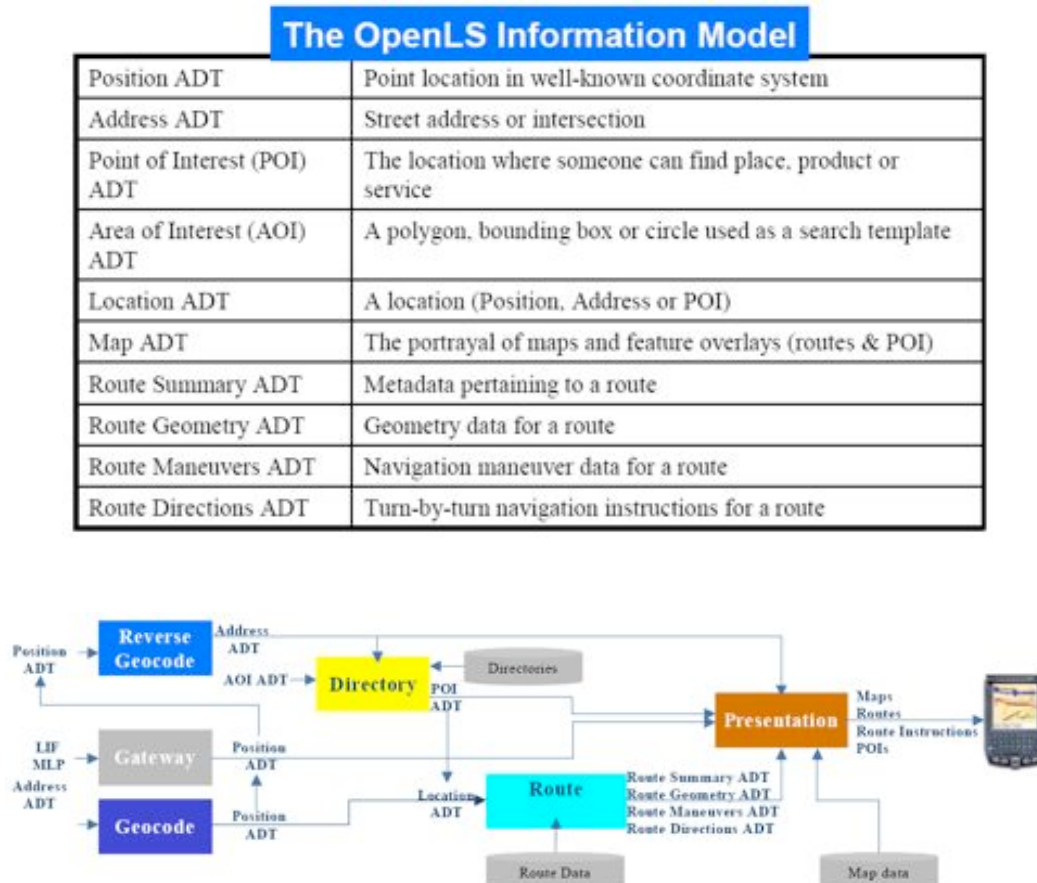 The OpenLS Information Model
Position ADT
Point location in well-known coordinate system
Address ADT
Street address or intersection
Point of Interest (POI)
ADT
The location where someone can find place, product or
service
Area of Interest (AOI)
ADT
A polygon, bounding box or circle used as a search template
Location ADT
A location (Position, Address or POI)
Map ADT
The portrayal of maps and feature overlays (routes & POI)
Route Summary ADT
Metadata pertaining to a route
Route Geometry ADT
Geometry data for a route
Route Maneuvers ADT
Navigation maneuver data for a route
Route Directions ADT
Turn-by-turn navigation instructions for a route
Position
ADT
Reverse
Geocode
Address
ADT
AOI ADT
Directory
Directories
POI
ADT
Presentation
Maps
Routes
Route Instructions
POIs
LIF
MLP
Gateway
Position
ADT
Address
ADT
Geocode
Position
ADT
Location
ADT
Route
Route Summary ADT
Route Geometry ADT
Route Maneuvers ADT
Route Directions ADT
Route Data
Map data